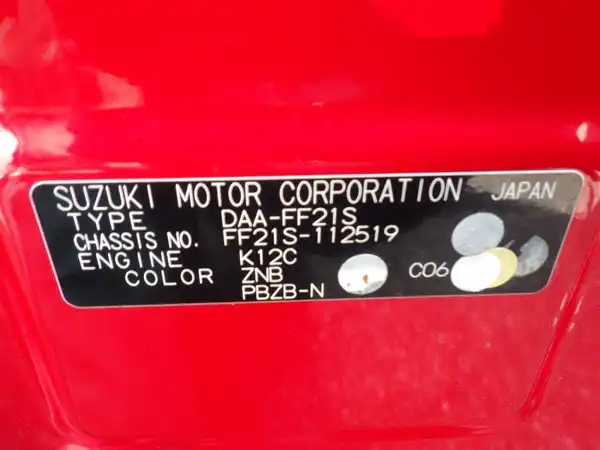 SUZUKI MOTOR CORPORATION JAPAN
TYPE DAA-FF21S
CHASSIS NO. FF21S-112519
ENGINE K12C
COLOR ZNB C06
PBZB-N